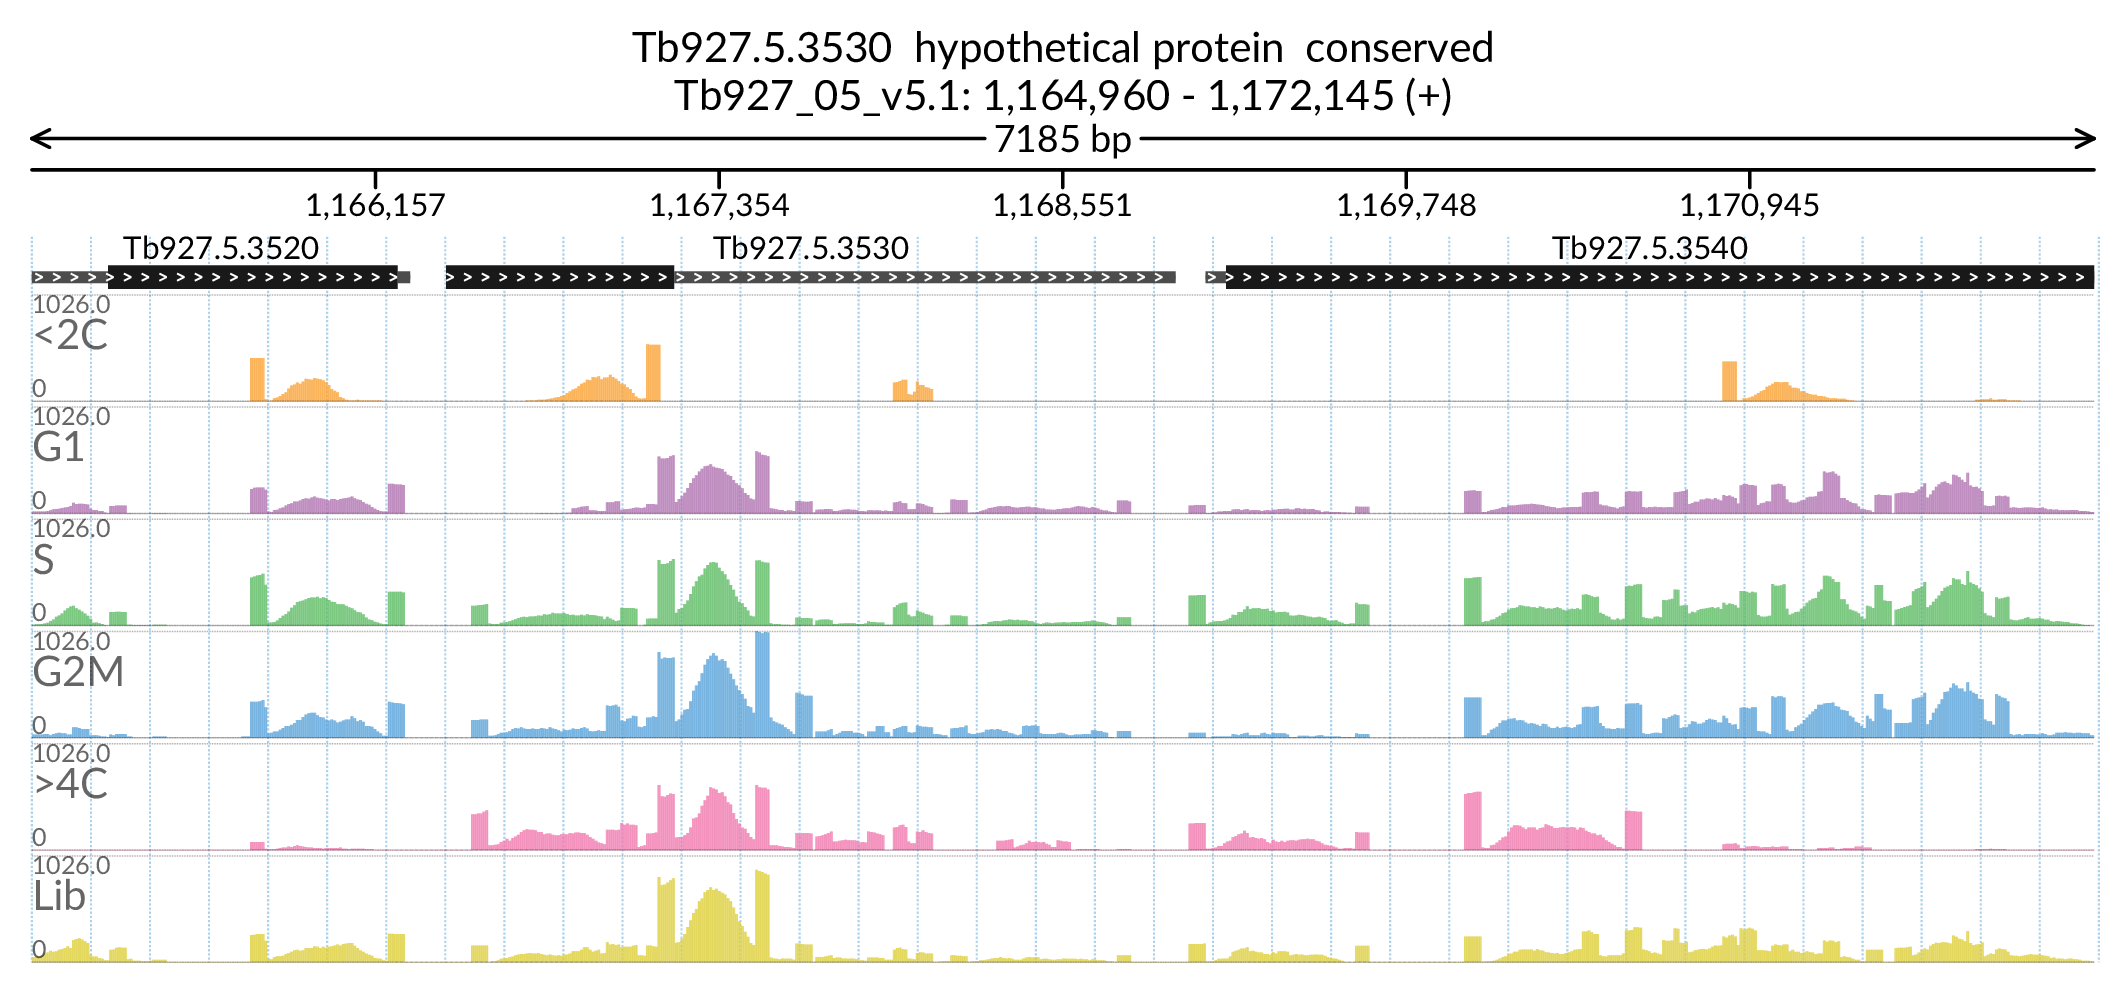 Tb927.5.3530  hypothetical protein  conserved
Tb927_05_v5.1: 1,164,960 - 1,172,145 (+)
7185 bp
1,166,157 1,167,354 1,168,551 1,169,748 1,170,945
Tb927.5.3520 Tb927.5.3530 Tb927.5.3540
1026.0
<2C
0
1026.0
G1
0
1026.0
S
0
1026.0
G2M
0
1026.0
>4C
0
1026.0
Lib
0